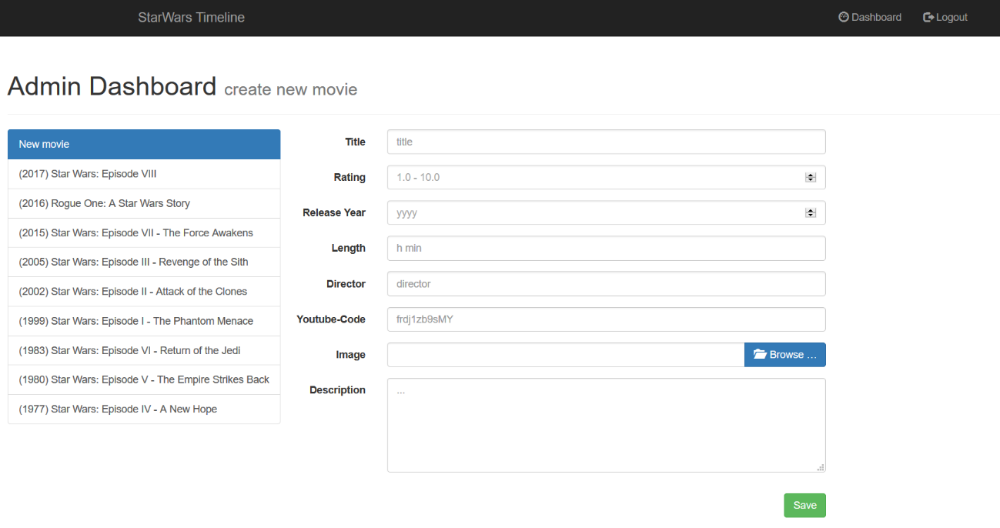 StarWars Timeline
Dashboard
Logout
Admin Dashboard create new movie
New movie
(2017) Star Wars: Episode VIII
(2016) Rogue One: A Star Wars Story
(2015) Star Wars: Episode VII - The Force Awakens
(2005) Star Wars: Episode III - Revenge of the Sith
(2002) Star Wars: Episode II - Attack of the Clones
(1999) Star Wars: Episode I - The Phantom Menace
(1983) Star Wars: Episode VI - Return of the Jedi
(1980) Star Wars: Episode V - The Empire Strikes Back
(1977) Star Wars: Episode IV - A New Hope
Title
title
Rating
1.0 - 10.0
Release Year
yyyy
Length
h min
Director
director
Youtube-Code
frdj1zb9sMY
Image
Browse ...
Description
...
Save